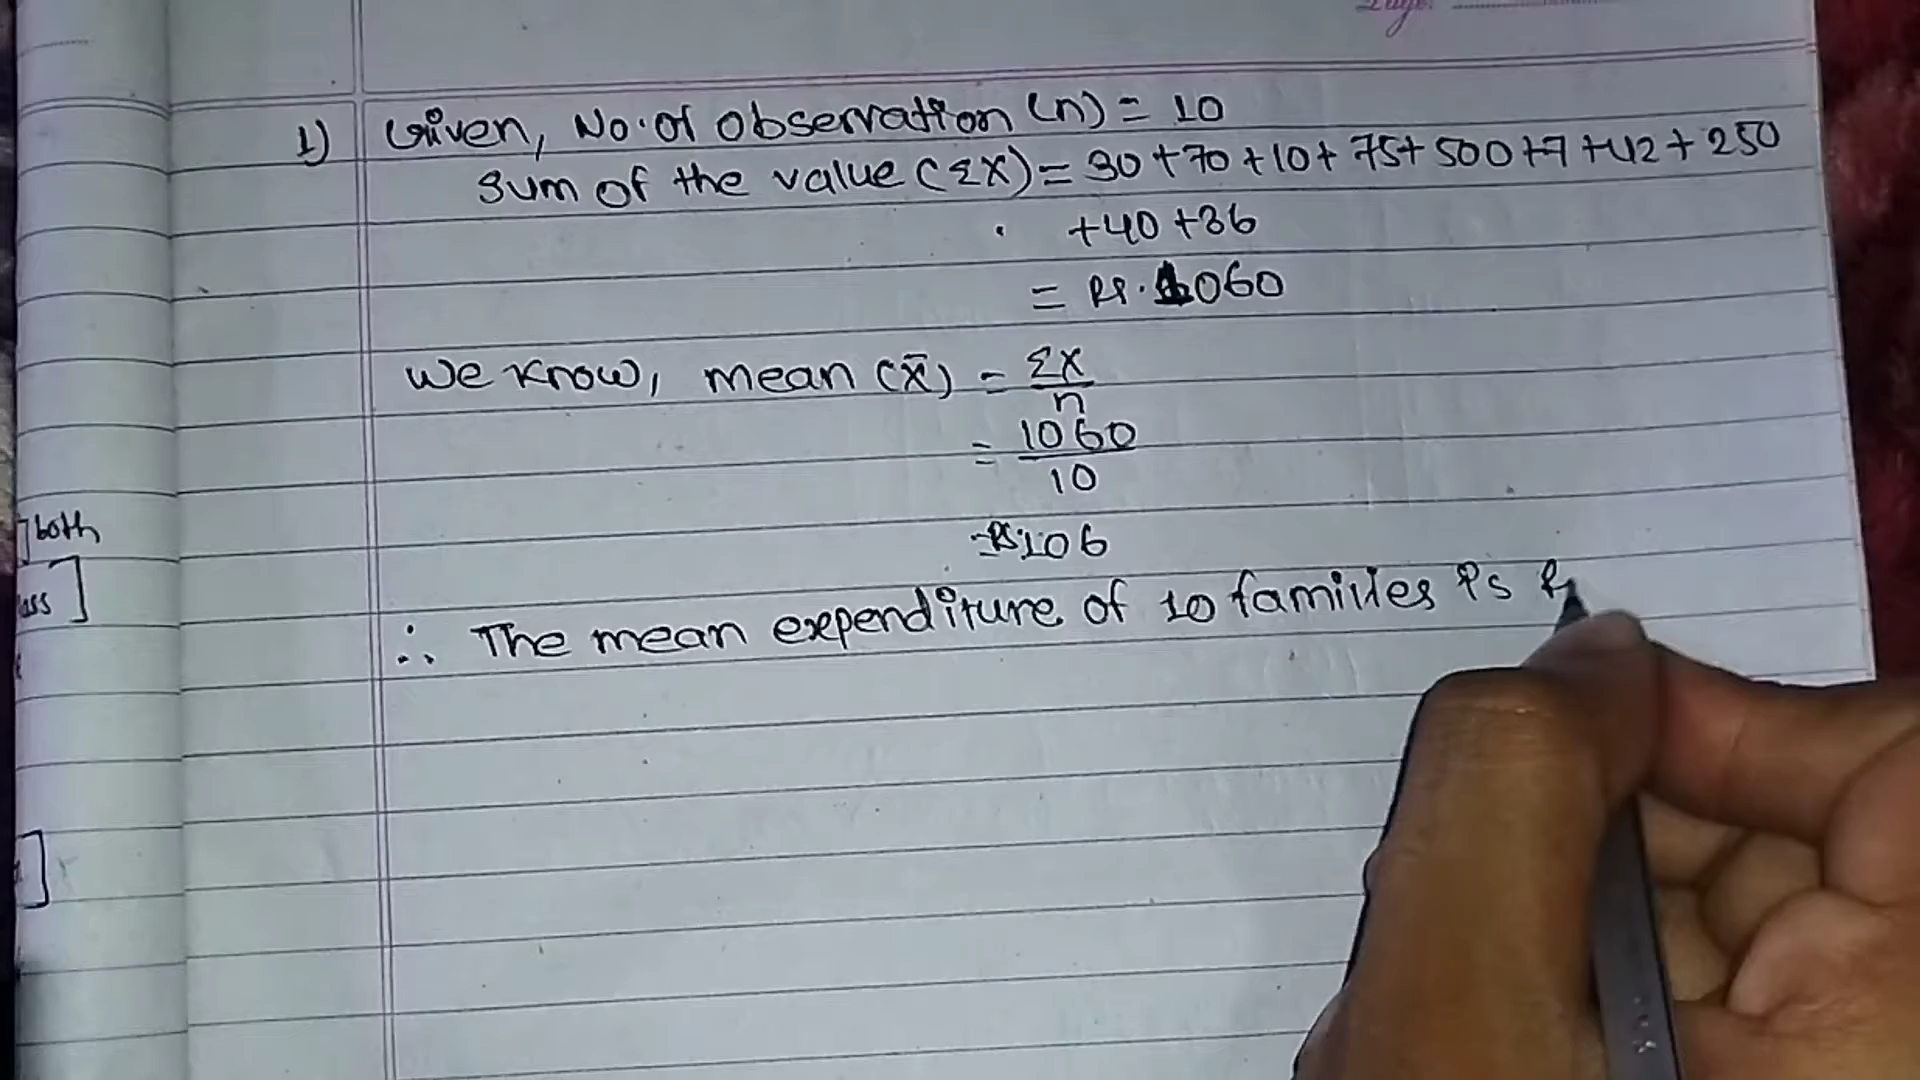 Page:
1) Given, No. of observation (n) = 10
Sum of the value (ΣX) = 30 + 70 + 10 + 75 + 500 + 7 + 42 + 250
+40 +36
= Rs. 1060
We know, mean (X̄) = ΣX
n
= 1060
10
= Rs. 106
∴ The mean expenditure of 10 families is R
both
ass ]
]